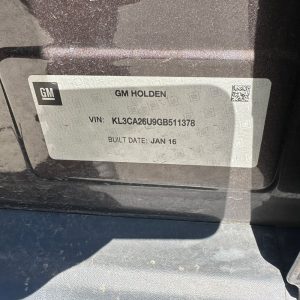 GM
GM HOLDEN
VIN: KL3CA26U9GB511378
BUILT DATE: JAN 16